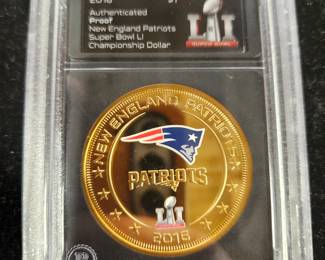 2016 $1
Authenticated
Proof
New England Patriots
Super Bowl LI
Championship Dollar
LI
SUPER BOWL
NEW ENGLAND PATRIOTS
PATRIOTS
LI
2016